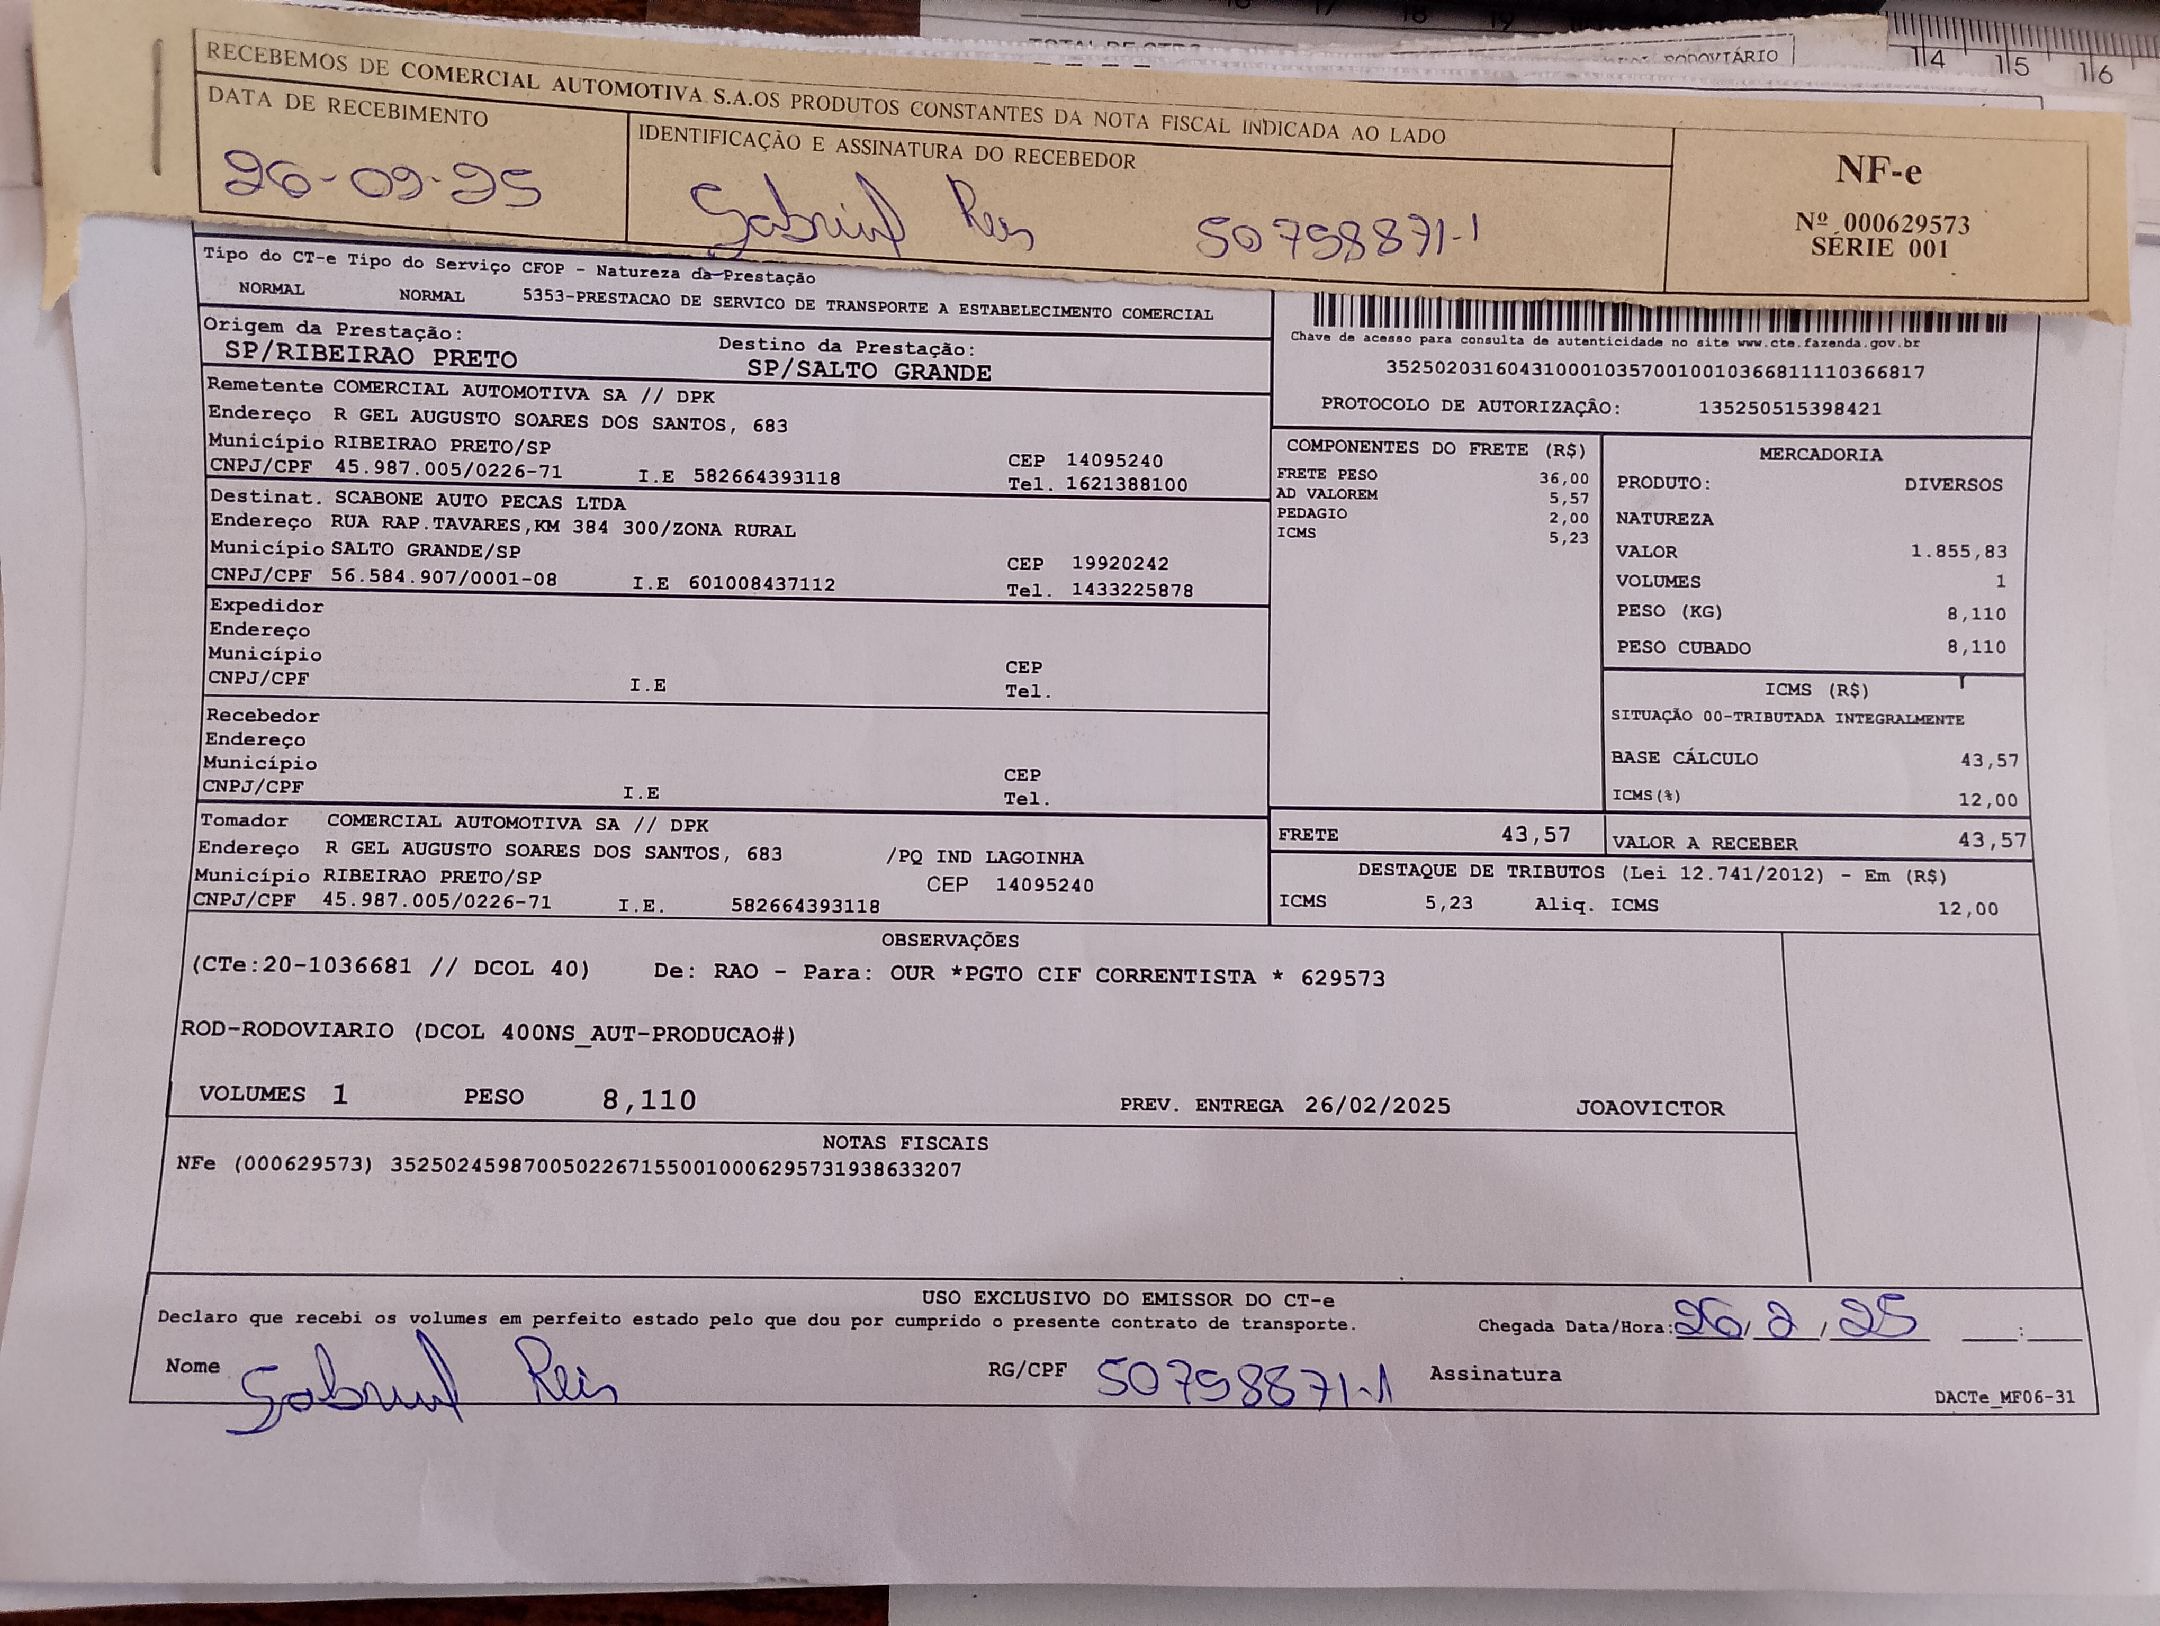 16 17 18 19
RODOVIÁRIO
14 15 16
RECEBEMOS DE COMERCIAL AUTOMOTIVA S.A.OS PRODUTOS CONSTANTES DA NOTA FISCAL INDICADA AO LADO
DATA DE RECEBIMENTO
26-02-25
IDENTIFICAÇÃO E ASSINATURA DO RECEBEDOR
Gabriel Reis 50758871-1
NF-e
Nº 000629573
SÉRIE 001
Tipo do CT-e Tipo do Serviço CFOP - Natureza da Prestação
NORMAL NORMAL 5353-PRESTACAO DE SERVICO DE TRANSPORTE A ESTABELECIMENTO COMERCIAL
Origem da Prestação: Destino da Prestação:
SP/RIBEIRAO PRETO SP/SALTO GRANDE
Chave de acesso para consulta de autenticidade no site www.cte.fazenda.gov.br
35250203160431000103570010010366811110366817
PROTOCOLO DE AUTORIZAÇÃO: 135250515398421
Remetente COMERCIAL AUTOMOTIVA SA // DPK
Endereço R GEL AUGUSTO SOARES DOS SANTOS, 683
Município RIBEIRAO PRETO/SP CEP 14095240
CNPJ/CPF 45.987.005/0226-71 I.E 582664393118 Tel. 1621388100
Destinat. SCABONE AUTO PECAS LTDA
Endereço RUA RAP.TAVARES,KM 384 300/ZONA RURAL
Município SALTO GRANDE/SP CEP 19920242
CNPJ/CPF 56.584.907/0001-08 I.E 601008437112 Tel. 1433225878
Expedidor
Endereço
Município CEP
CNPJ/CPF I.E Tel.
Recebedor
Endereço
Município CEP
CNPJ/CPF I.E Tel.
Tomador COMERCIAL AUTOMOTIVA SA // DPK
Endereço R GEL AUGUSTO SOARES DOS SANTOS, 683 /PQ IND LAGOINHA
Município RIBEIRAO PRETO/SP CEP 14095240
CNPJ/CPF 45.987.005/0226-71 I.E. 582664393118
COMPONENTES DO FRETE (R$)
FRETE PESO 36,00
AD VALOREM 5,57
PEDAGIO 2,00
ICMS 5,23
MERCADORIA
PRODUTO: DIVERSOS
NATUREZA
VALOR 1.855,83
VOLUMES 1
PESO (KG) 8,110
PESO CUBADO 8,110
ICMS (R$)
SITUAÇÃO 00-TRIBUTADA INTEGRALMENTE
BASE CÁLCULO 43,57
ICMS(%) 12,00
FRETE 43,57 VALOR A RECEBER 43,57
DESTAQUE DE TRIBUTOS (Lei 12.741/2012) - Em (R$)
ICMS 5,23 Aliq. ICMS 12,00
OBSERVAÇÕES
(CTe:20-1036681 // DCOL 40) De: RAO - Para: OUR *PGTO CIF CORRENTISTA * 629573
ROD-RODOVIARIO (DCOL 400NS_AUT-PRODUCAO#)
VOLUMES 1 PESO 8,110 PREV. ENTREGA 26/02/2025 JOAOVICTOR
NOTAS FISCAIS
NFe (000629573) 35250245987005022671550010006295731938633207
USO EXCLUSIVO DO EMISSOR DO CT-e
Declaro que recebi os volumes em perfeito estado pelo que dou por cumprido o presente contrato de transporte. Chegada Data/Hora: 26/2/25 __:__
Nome Gabriel Reis RG/CPF 50758871-1 Assinatura
DACTe_MF06-31